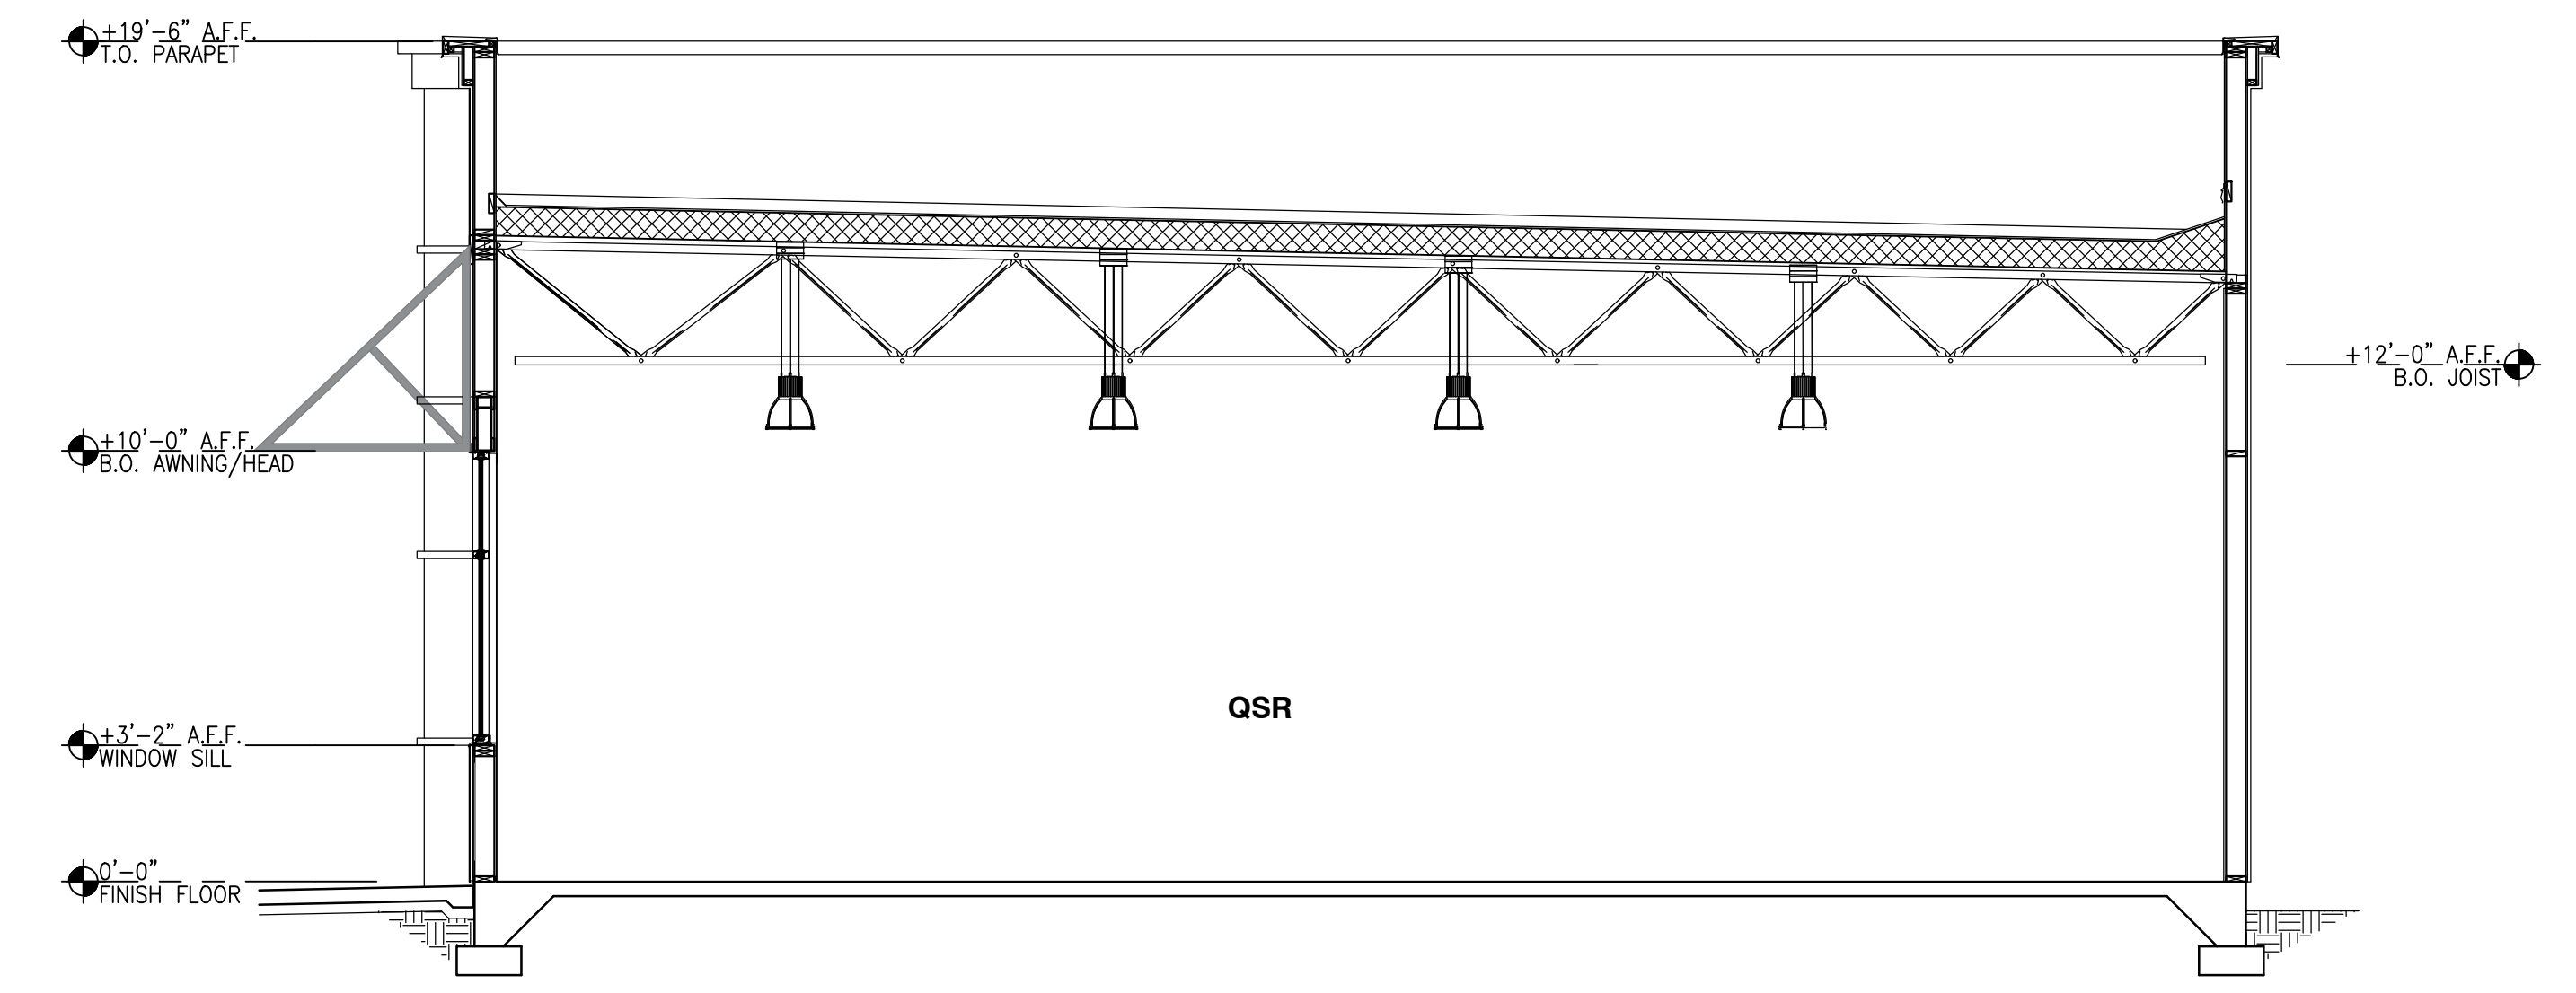 +19'-6" A.F.F.
T.O. PARAPET
+12'-0" A.F.F.
B.O. JOIST
+10'-0" A.F.F.
B.O. AWNING/HEAD
QSR
+3'-2" A.F.F.
WINDOW SILL
0'-0"
FINISH FLOOR